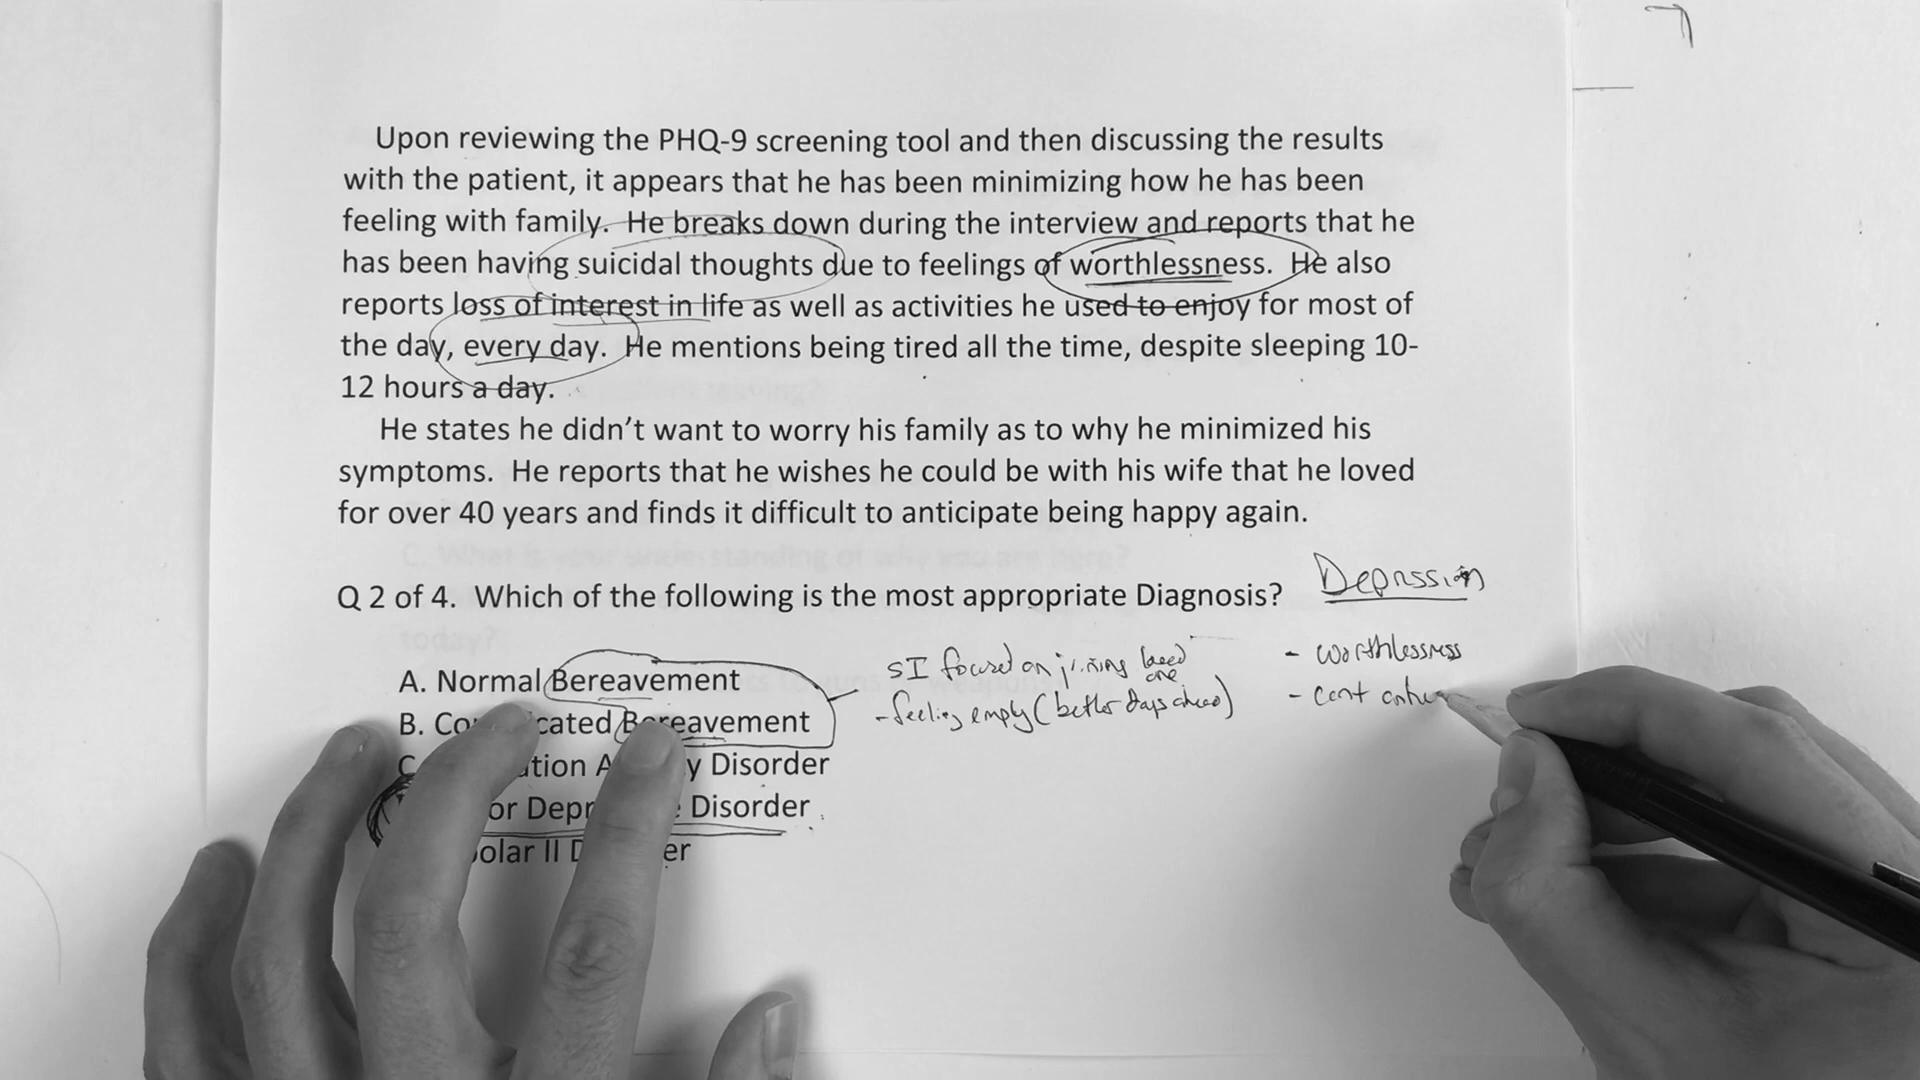 Upon reviewing the PHQ-9 screening tool and then discussing the results
with the patient, it appears that he has been minimizing how he has been
feeling with family. He breaks down during the interview and reports that he
has been having suicidal thoughts due to feelings of worthlessness. He also
reports loss of interest in life as well as activities he used to enjoy for most of
the day, every day. He mentions being tired all the time, despite sleeping 10-
12 hours a day.
He states he didn't want to worry his family as to why he minimized his
symptoms. He reports that he wishes he could be with his wife that he loved
for over 40 years and finds it difficult to anticipate being happy again.
Q 2 of 4. Which of the following is the most appropriate Diagnosis?
Depression
A. Normal Bereavement
B. Co cated Bereavement
C ation A y Disorder
or Depr Disorder
olar II D er
SI focused on joining loved one
- feeling empty (better days ahead)
- worthlessness
- cant